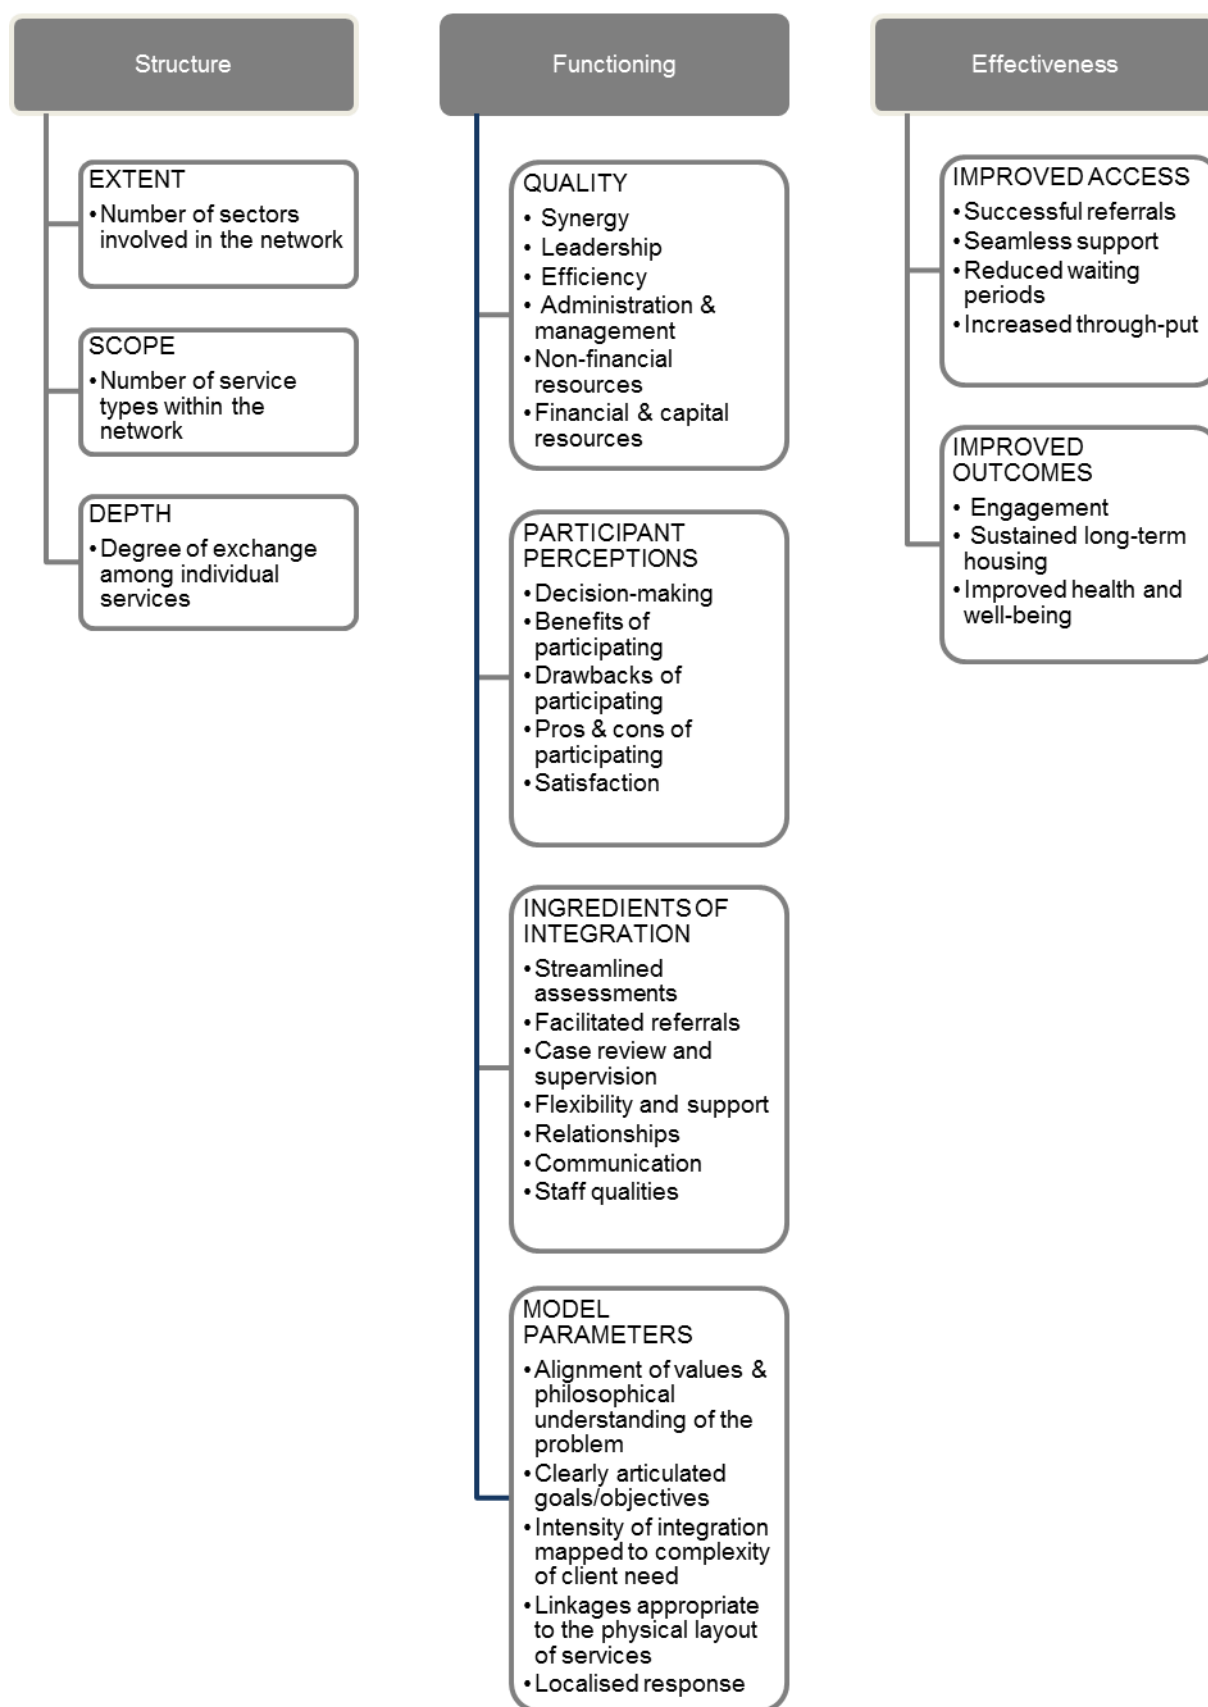 Structure
EXTENT
• Number of sectors
involved in the network
SCOPE
• Number of service
types within the
network
DEPTH
• Degree of exchange
among individual
services
Functioning
QUALITY
• Synergy
• Leadership
• Efficiency
• Administration &
management
• Non-financial
resources
• Financial & capital
resources
PARTICIPANT
PERCEPTIONS
• Decision-making
• Benefits of
participating
• Drawbacks of
participating
• Pros & cons of
participating
• Satisfaction
INGREDIENTS OF
INTEGRATION
• Streamlined
assessments
• Facilitated referrals
• Case review and
supervision
• Flexibility and support
• Relationships
• Communication
• Staff qualities
MODEL
PARAMETERS
• Alignment of values &
philosophical
understanding of the
problem
• Clearly articulated
goals/objectives
• Intensity of integration
mapped to complexity
of client need
• Linkages appropriate
to the physical layout
of services
• Localised response
Effectiveness
IMPROVED ACCESS
• Successful referrals
• Seamless support
• Reduced waiting
periods
• Increased through-put
IMPROVED
OUTCOMES
• Engagement
• Sustained long-term
housing
• Improved health and
well-being